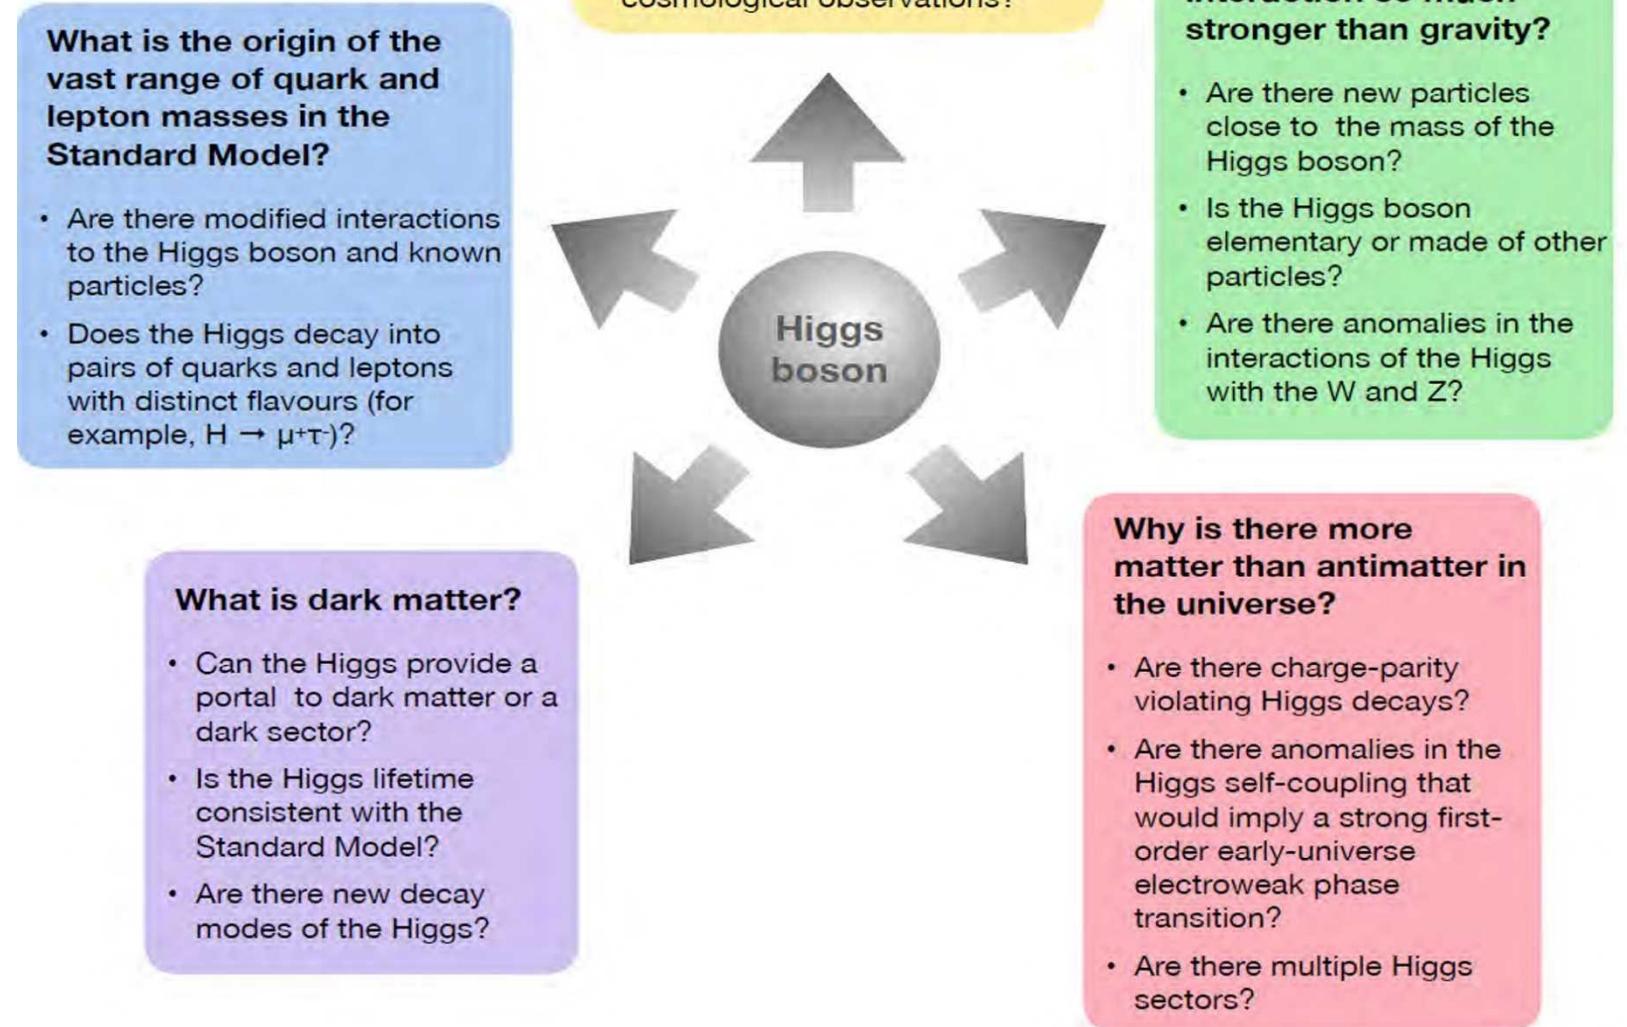 cosmological observations?
What is the origin of the
vast range of quark and
lepton masses in the
Standard Model?
• Are there modified interactions
to the Higgs boson and known
particles?
• Does the Higgs decay into
pairs of quarks and leptons
with distinct flavours (for
example, H → μ⁺τ⁻)?
interaction so much
stronger than gravity?
• Are there new particles
close to the mass of the
Higgs boson?
• Is the Higgs boson
elementary or made of other
particles?
• Are there anomalies in the
interactions of the Higgs
with the W and Z?
Higgs
boson
What is dark matter?
• Can the Higgs provide a
portal to dark matter or a
dark sector?
• Is the Higgs lifetime
consistent with the
Standard Model?
• Are there new decay
modes of the Higgs?
Why is there more
matter than antimatter in
the universe?
• Are there charge-parity
violating Higgs decays?
• Are there anomalies in the
Higgs self-coupling that
would imply a strong first-
order early-universe
electroweak phase
transition?
• Are there multiple Higgs
sectors?